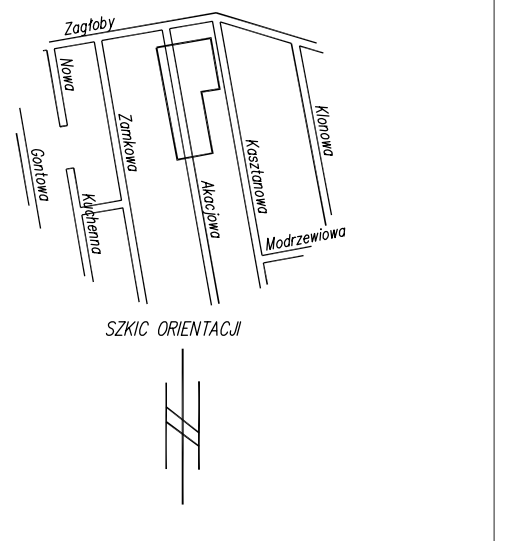 Zagłoby
Nowa
Zamkowa
Gontowa
Kuchenna
Akacjowa
Kasztanowa
Klonowa
Modrzewiowa
SZKIC ORIENTACJI
N